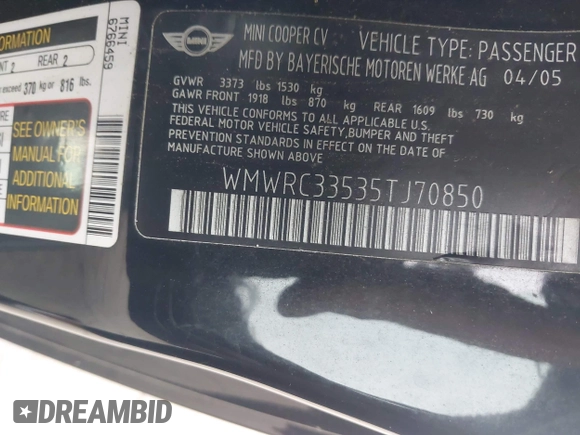 ORMATION
NT 2 REAR 2
exceed 370 kg or 816 lbs.
SEE OWNER'S
MANUAL FOR
ADDITIONAL
INFORMATION
MINI
6766459
MINI
MINI COOPER CV VEHICLE TYPE: PASSENGER
MFD BY BAYERISCHE MOTOREN WERKE AG 04/05
GVWR 3373 lbs 1530 kg
GAWR FRONT 1918 lbs 870 kg REAR 1609 lbs 730 kg
THIS VEHICLE CONFORMS TO ALL APPLICABLE U.S.
FEDERAL MOTOR VEHICLE SAFETY,BUMPER AND THEFT
PREVENTION STANDARDS IN EFFECT ON THE DATE OF
MANUFACTURE SHOWN ABOVE.
WMWRC33535TJ70850
DREAMBID